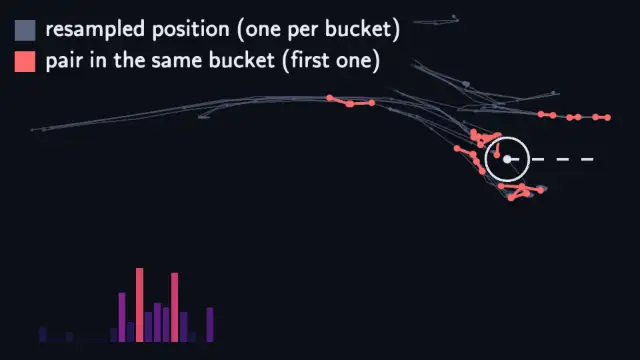 resampled position (one per bucket)
pair in the same bucket (first one)